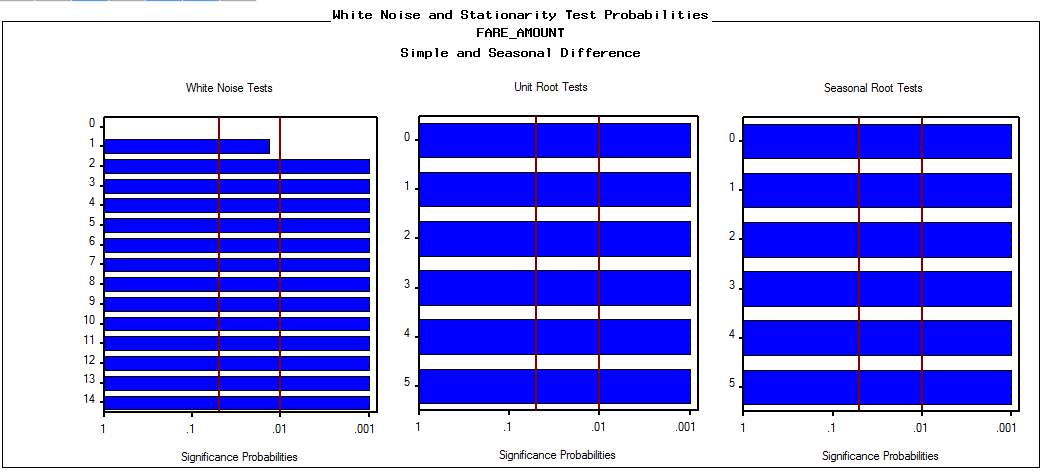 White Noise and Stationarity Test Probabilities
FARE_AMOUNT
Simple and Seasonal Difference
White Noise Tests
0
1
2
3
4
5
6
7
8
9
10
11
12
13
14
1 .1 .01 .001
Significance Probabilities
Unit Root Tests
0
1
2
3
4
5
1 .1 .01 .001
Significance Probabilities
Seasonal Root Tests
0
1
2
3
4
5
1 .1 .01 .001
Significance Probabilities